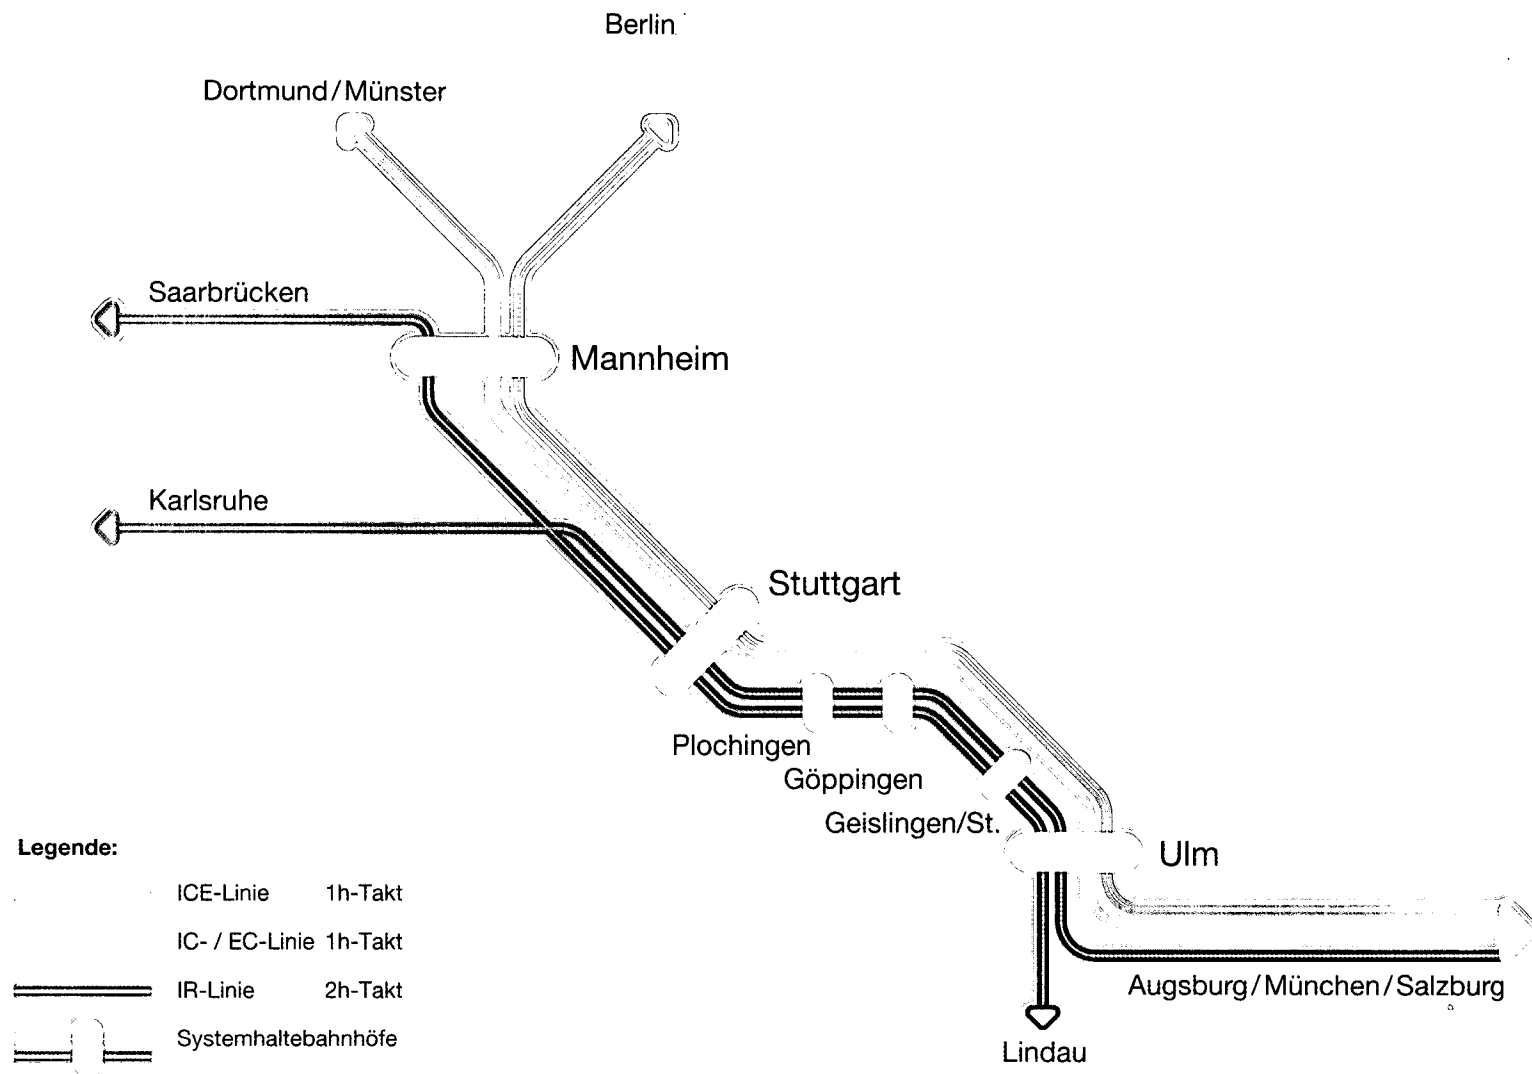 Berlin
Dortmund/Münster
Saarbrücken
Mannheim
Karlsruhe
Stuttgart
Plochingen
Göppingen
Geislingen/St.
Ulm
Augsburg/München/Salzburg
Lindau
Legende:
ICE-Linie 1h-Takt
IC- / EC-Linie 1h-Takt
IR-Linie 2h-Takt
Systemhaltebahnhöfe